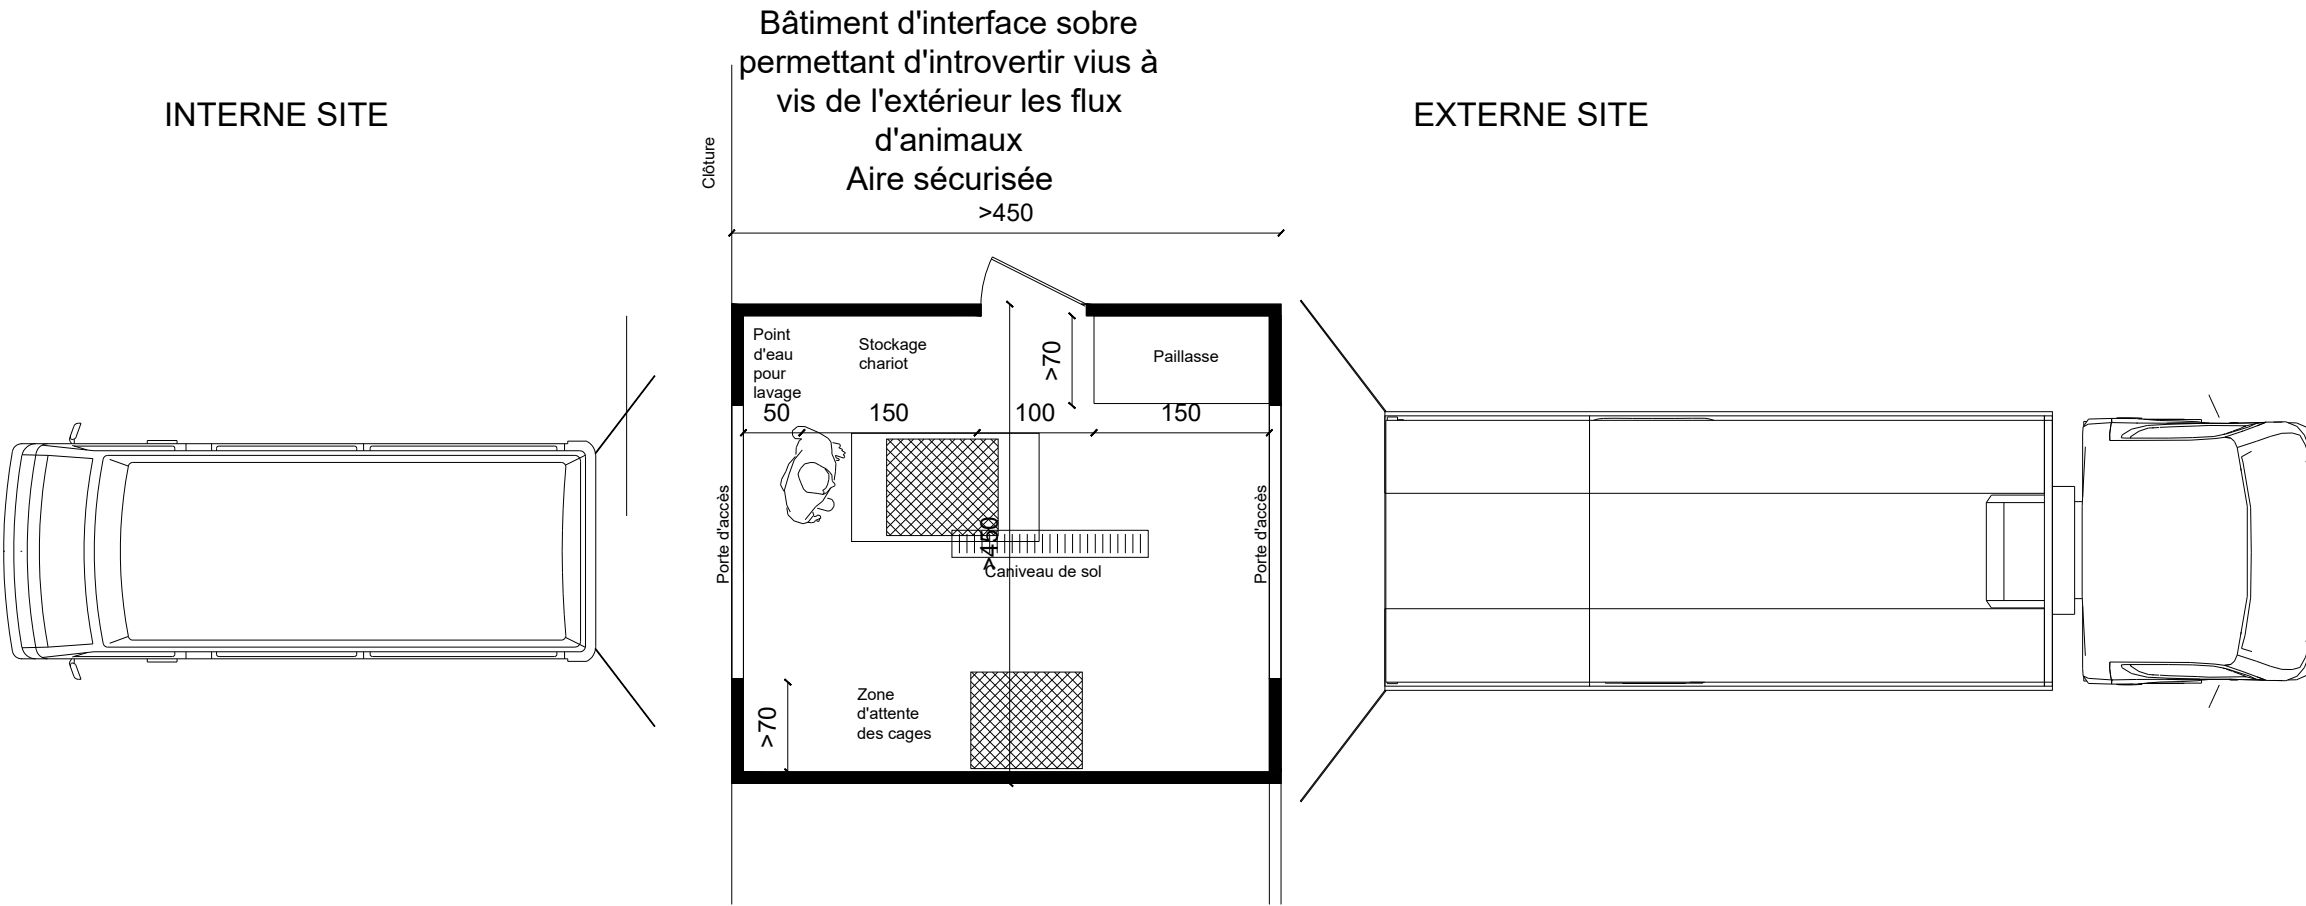 Bâtiment d'interface sobre
permettant d'introvertir vius à
vis de l'extérieur les flux
d'animaux
Aire sécurisée
INTERNE SITE
EXTERNE SITE
Clôture
>450
Point
d'eau
pour
lavage
Stockage
chariot
>70
Paillasse
50
150
100
150
Porte d'accès
>450
Caniveau de sol
Porte d'accès
>70
Zone
d'attente
des cages